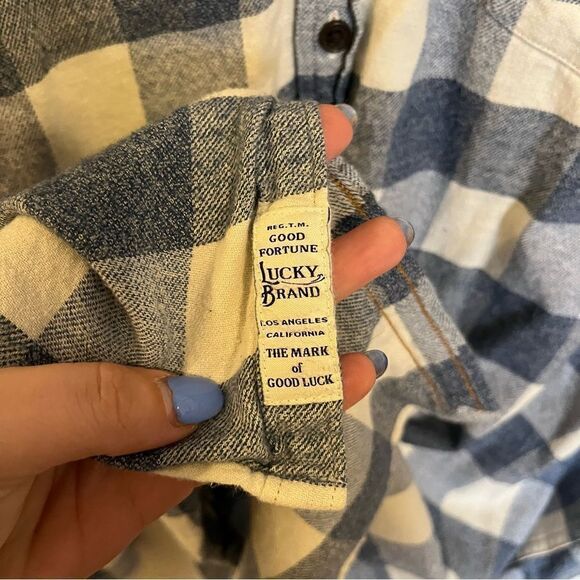 REG. T.M.
GOOD
FORTUNE
LUCKY
BRAND
LOS ANGELES
CALIFORNIA
THE MARK
of
GOOD LUCK